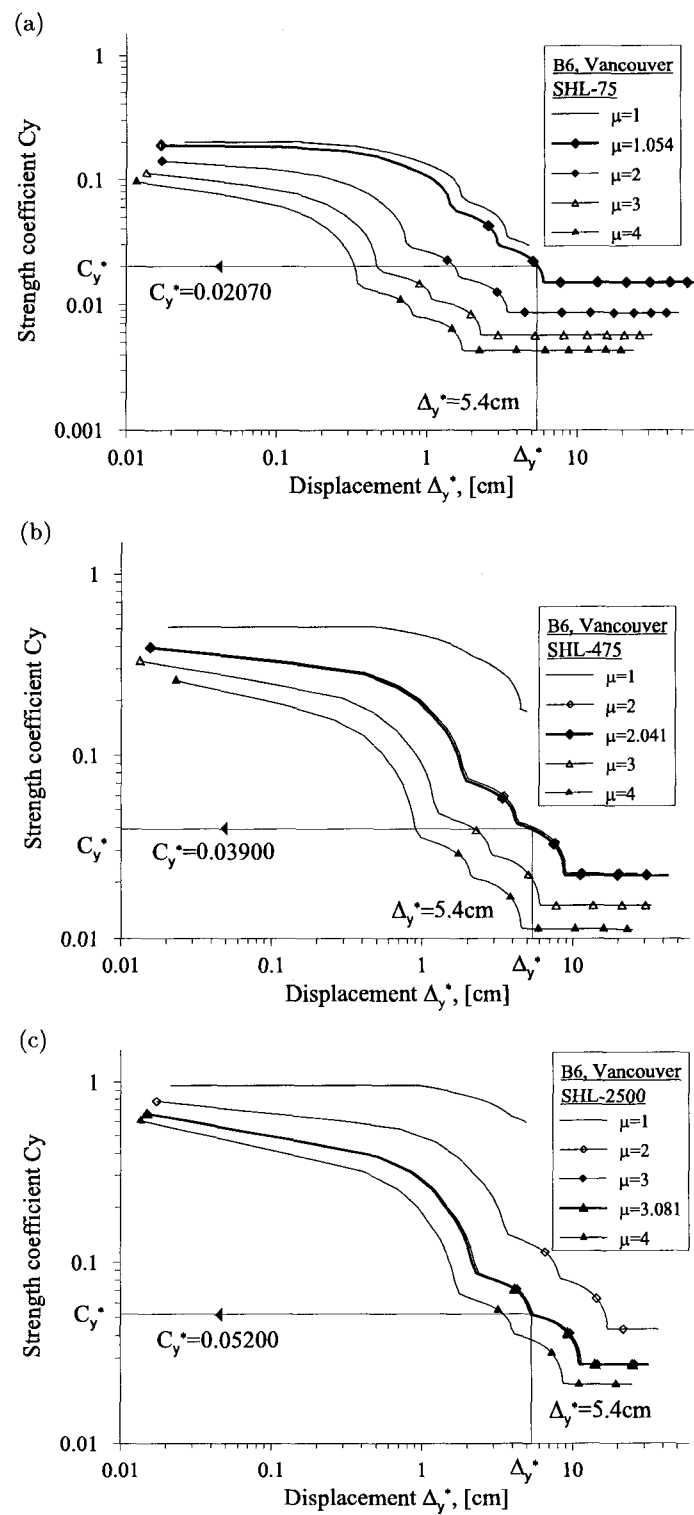 (a)
1
0.1
Cy*
0.01
0.001
0.01
0.1
1
Δy*
10
Strength coefficient Cy
Displacement Δy*, [cm]
Cy*=0.02070
Δy*=5.4cm
B6, Vancouver
SHL-75
μ=1
μ=1.054
μ=2
μ=3
μ=4
(b)
1
0.1
Cy*
0.01
0.01
0.1
1
Δy*
10
Strength coefficient Cy
Displacement Δy*, [cm]
Cy*=0.03900
Δy*=5.4cm
B6, Vancouver
SHL-475
μ=1
μ=2
μ=2.041
μ=3
μ=4
(c)
1
0.1
Cy*
0.01
0.01
0.1
1
Δy*
10
Strength coefficient Cy
Displacement Δy*, [cm]
Cy*=0.05200
Δy*=5.4cm
B6, Vancouver
SHL-2500
μ=1
μ=2
μ=3
μ=3.081
μ=4